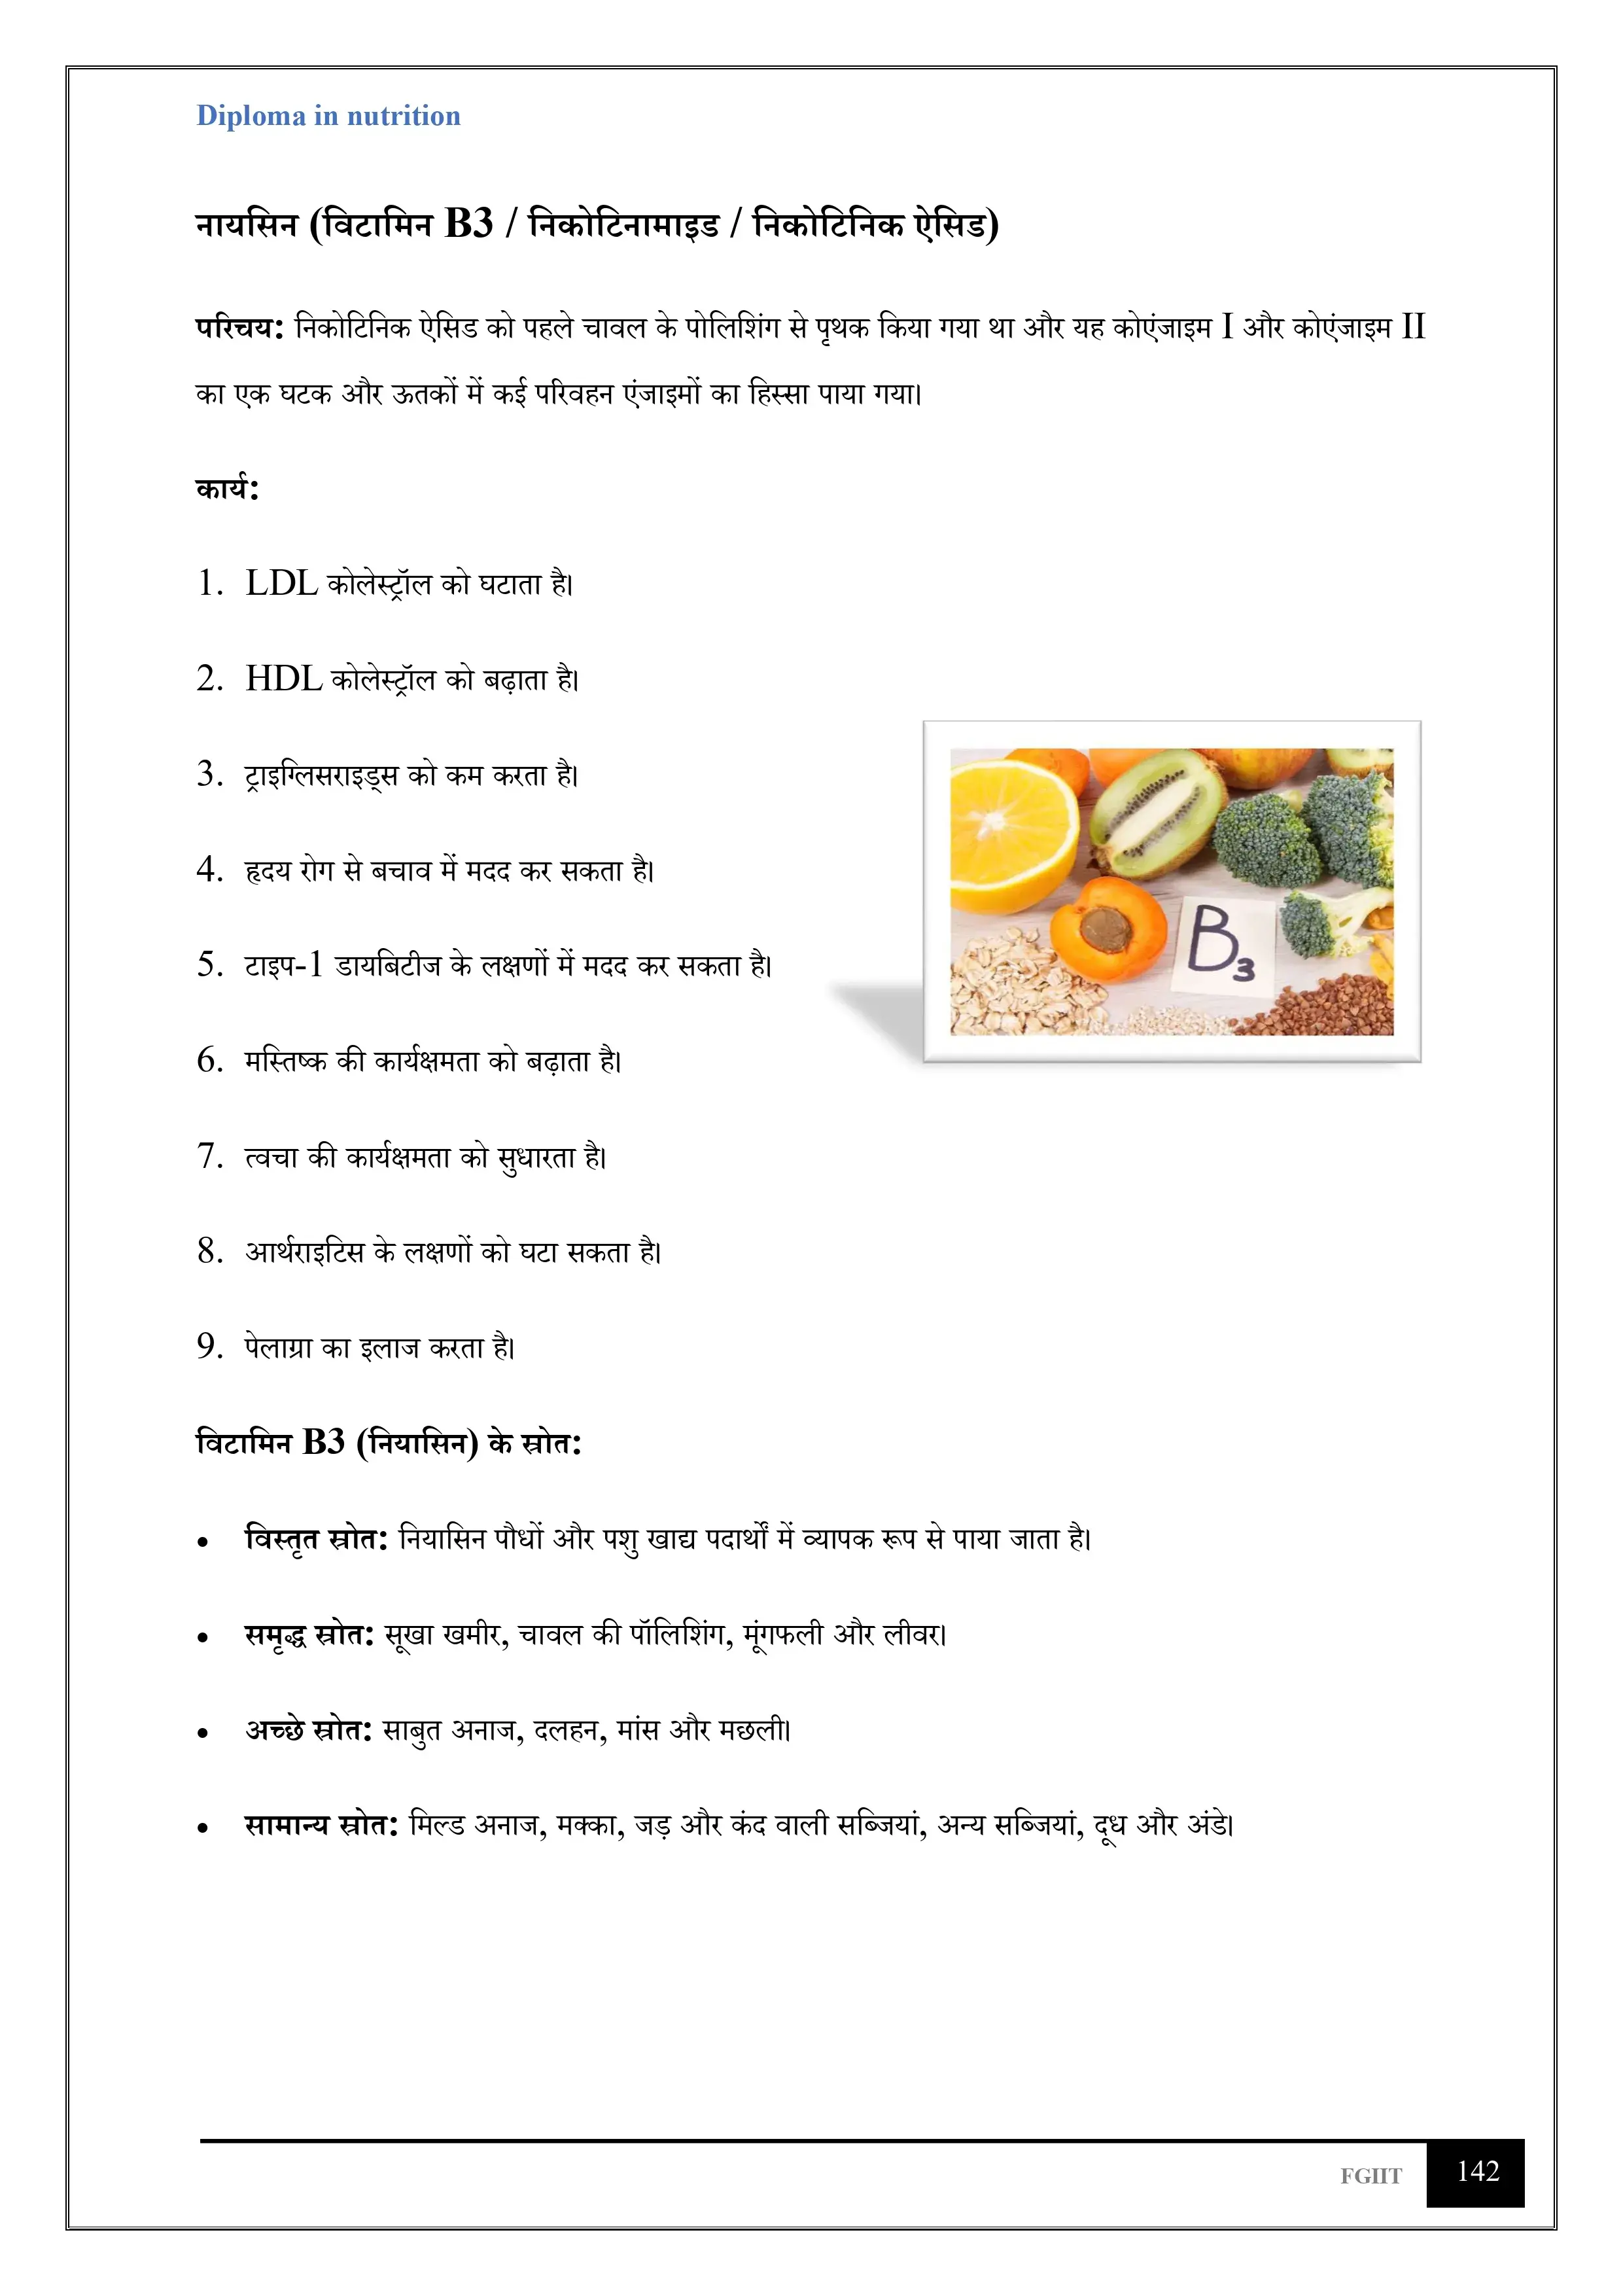 Diploma in nutrition
नायसिन (विटामिन B3 / निकोटिनामाइड / निकोटिनिक ऐसिड)
परिचय: निकोटिनिक ऐसिड को पहले चावल के पोलिशिंग से पृथक किया गया था और यह कोएंजाइम I और कोएंजाइम II
का एक घटक और ऊतकों में कई परिवहन एंजाइमों का हिस्सा पाया गया।
कार्य:
1. LDL कोलेस्ट्रॉल को घटाता है।
2. HDL कोलेस्ट्रॉल को बढ़ाता है।
3. ट्राइग्लिसराइड्स को कम करता है।
4. हृदय रोग से बचाव में मदद कर सकता है।
5. टाइप-1 डायबिटीज के लक्षणों में मदद कर सकता है।
6. मस्तिष्क की कार्यक्षमता को बढ़ाता है।
7. त्वचा की कार्यक्षमता को सुधारता है।
8. आर्थराइटिस के लक्षणों को घटा सकता है।
9. पेलाग्रा का इलाज करता है।
B3
विटामिन B3 (नियासिन) के स्रोत:
• विस्तृत स्रोत: नियासिन पौधों और पशु खाद्य पदार्थों में व्यापक रूप से पाया जाता है।
• समृद्ध स्रोत: सूखा खमीर, चावल की पॉलिशिंग, मूंगफली और लीवर।
• अच्छे स्रोत: साबुत अनाज, दलहन, मांस और मछली।
• सामान्य स्रोत: मिल्ड अनाज, मक्का, जड़ और कंद वाली सब्जियां, अन्य सब्जियां, दूध और अंडे।
FGIIT 142